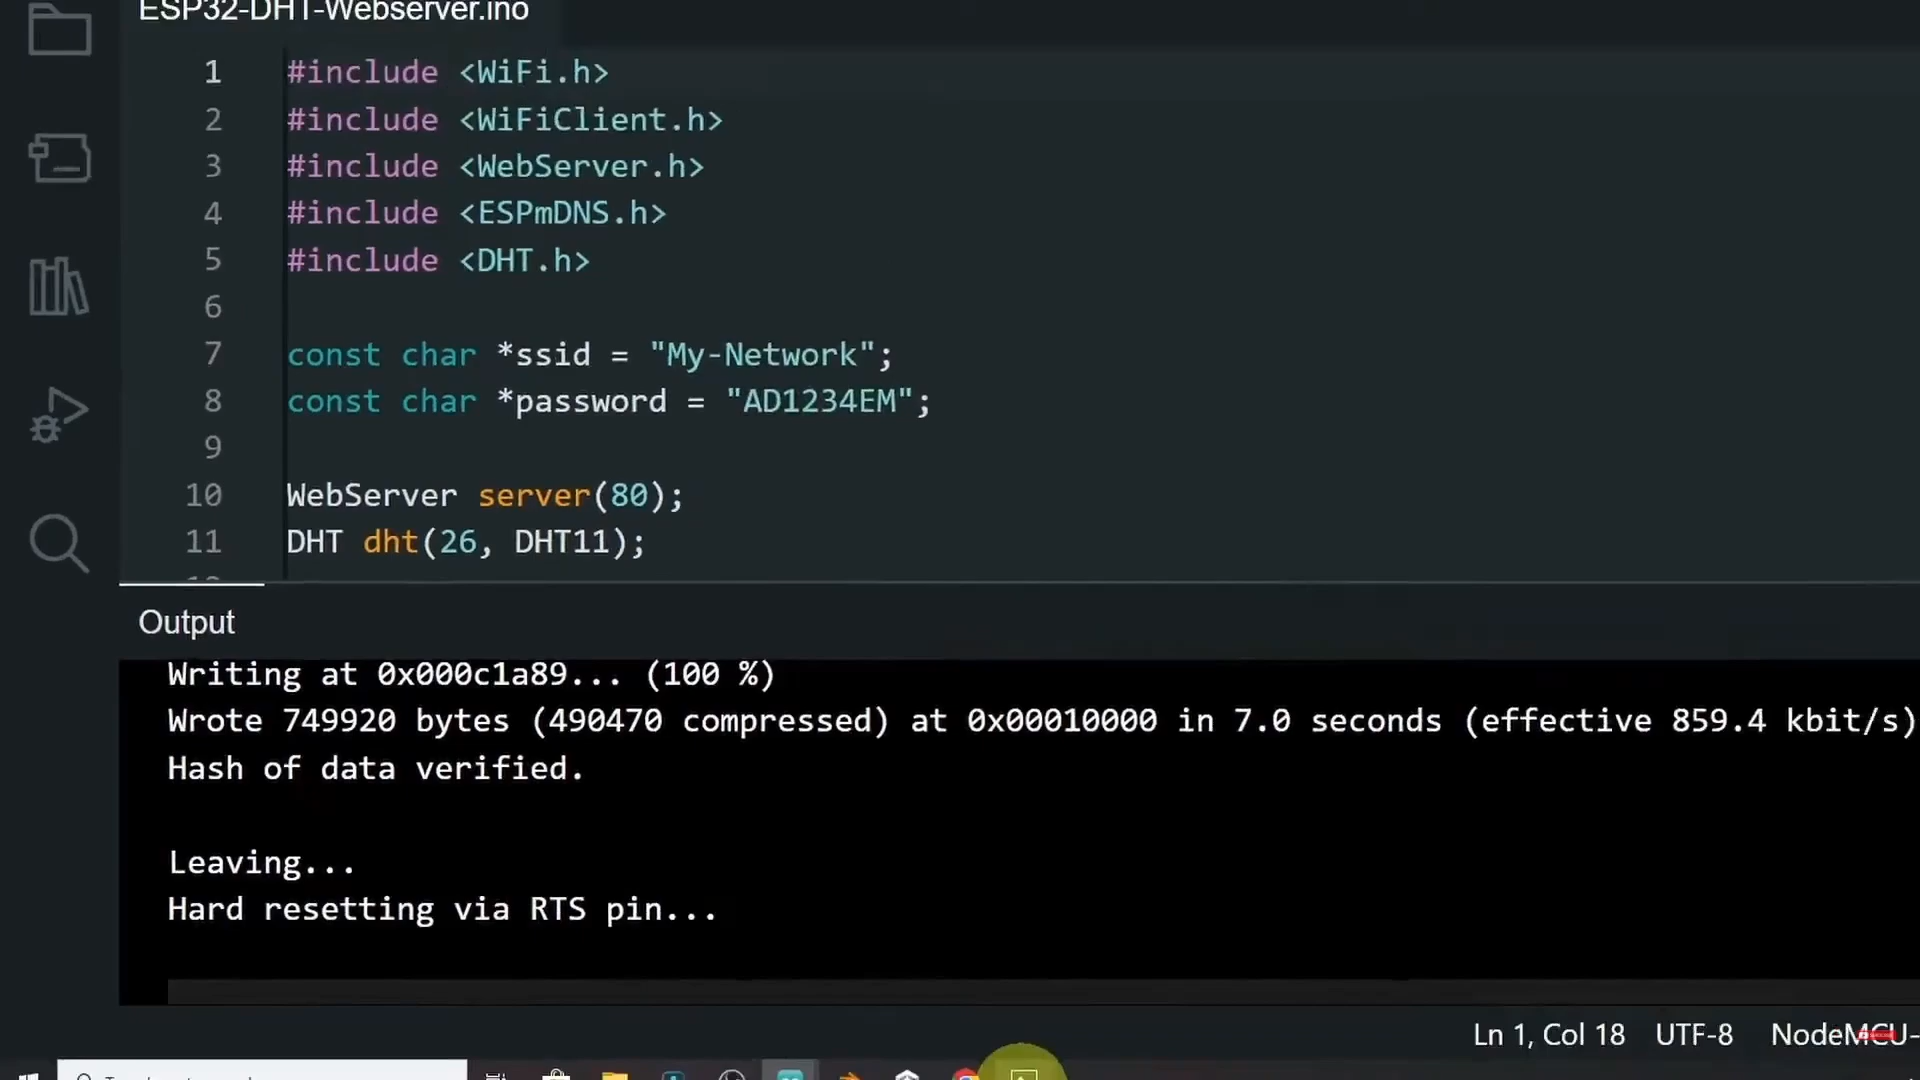 ESP32-DHT-Webserver.ino
1 #include <WiFi.h>
2 #include <WiFiClient.h>
3 #include <WebServer.h>
4 #include <ESPmDNS.h>
5 #include <DHT.h>
6
7 const char *ssid = "My-Network";
8 const char *password = "AD1234EM";
9
10 WebServer server(80);
11 DHT dht(26, DHT11);
Output
Writing at 0x000c1a89... (100 %)
Wrote 749920 bytes (490470 compressed) at 0x00010000 in 7.0 seconds (effective 859.4 kbit/s)
Hash of data verified.
Leaving...
Hard resetting via RTS pin...
Ln 1, Col 18 UTF-8 NodeMCU-